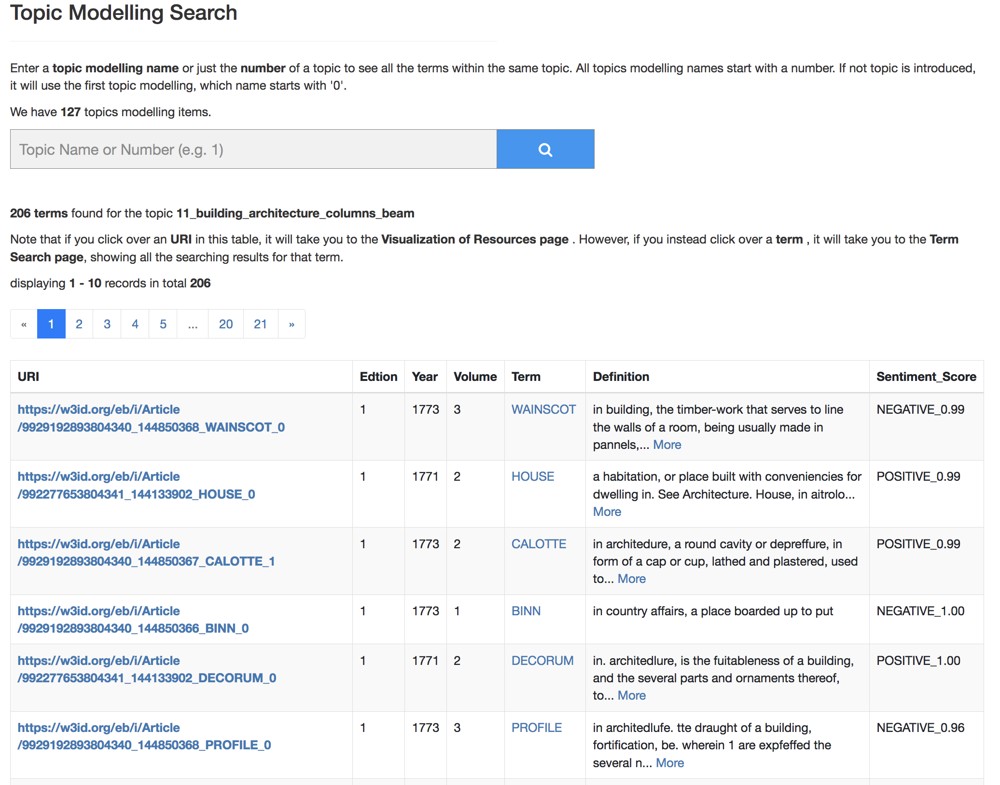 Topic Modelling Search
Enter a topic modelling name or just the number of a topic to see all the terms within the same topic. All topics modelling names start with a number. If not topic is introduced,
it will use the first topic modelling, which name starts with '0'.
We have 127 topics modelling items.
Topic Name or Number (e.g. 1)
206 terms found for the topic 11_building_architecture_columns_beam
Note that if you click over an URI in this table, it will take you to the Visualization of Resources page . However, if you instead click over a term , it will take you to the Term
Search page, showing all the searching results for that term.
displaying 1 - 10 records in total 206
« 1 2 3 4 5 ... 20 21 »
URI Edtion Year Volume Term Definition Sentiment_Score
https://w3id.org/eb/i/Article 1 1773 3 WAINSCOT in building, the timber-work that serves to line NEGATIVE_0.99
/9929192893804340_144850368_WAINSCOT_0 the walls of a room, being usually made in
pannels,... More
https://w3id.org/eb/i/Article 1 1771 2 HOUSE a habitation, or place built with conveniencies for POSITIVE_0.99
/992277653804341_144133902_HOUSE_0 dwelling in. See Architecture. House, in aitrolo...
More
https://w3id.org/eb/i/Article 1 1773 2 CALOTTE in architedure, a round cavity or depreffure, in POSITIVE_0.99
/9929192893804340_144850367_CALOTTE_1 form of a cap or cup, lathed and plastered, used
to... More
https://w3id.org/eb/i/Article 1 1773 1 BINN in country affairs, a place boarded up to put NEGATIVE_1.00
/9929192893804340_144850366_BINN_0
https://w3id.org/eb/i/Article 1 1771 2 DECORUM in. architedlure, is the fuitableness of a building, POSITIVE_1.00
/992277653804341_144133902_DECORUM_0 and the several parts and ornaments thereof,
to... More
https://w3id.org/eb/i/Article 1 1773 3 PROFILE in architedlufe. tte draught of a building, NEGATIVE_0.96
/9929192893804340_144850368_PROFILE_0 fortification, be. wherein 1 are expfeffed the
several n... More